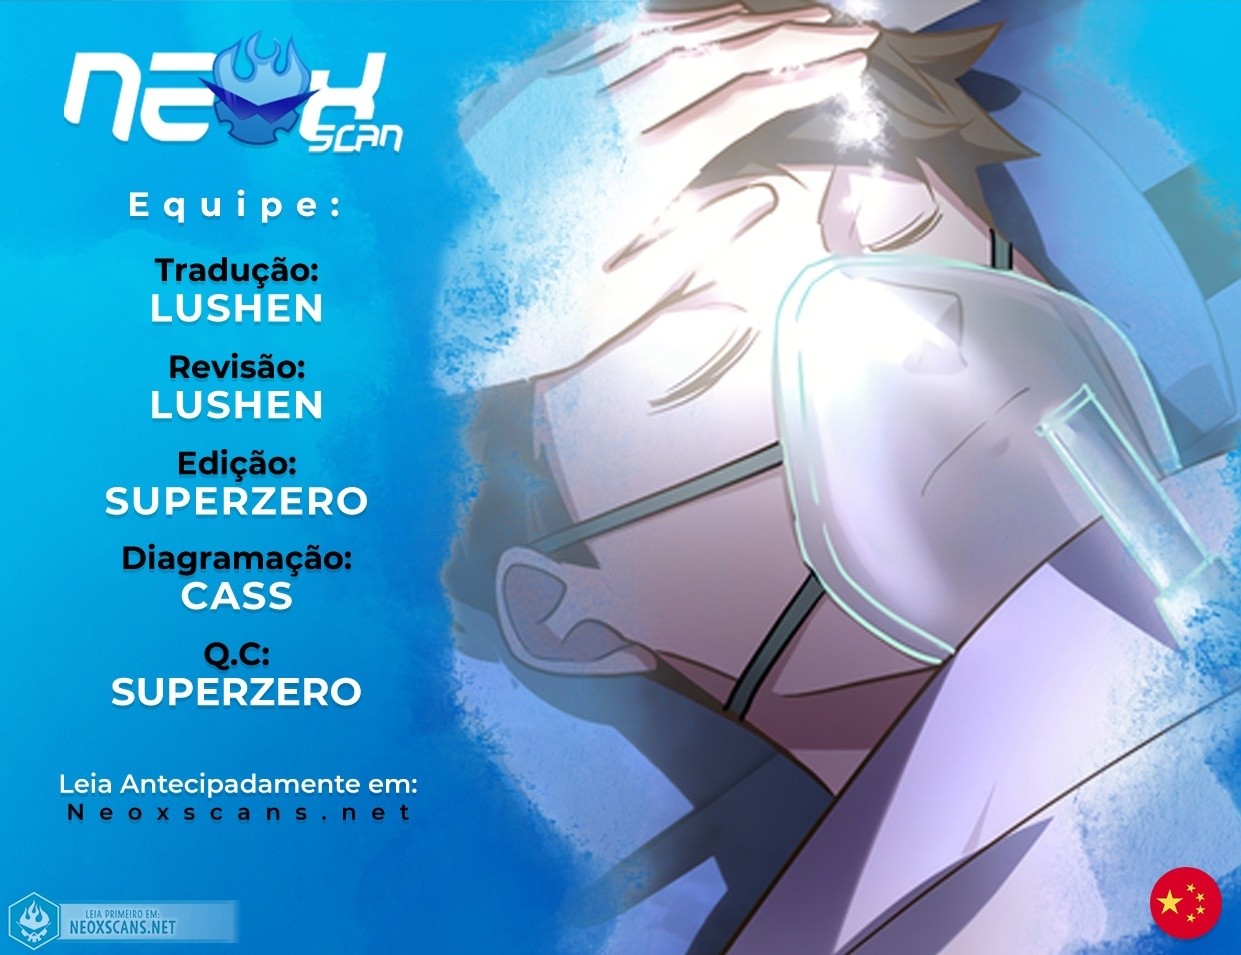 NEOX
SCAN
Equipe:
Tradução:
LUSHEN
Revisão:
LUSHEN
Edição:
SUPERZERO
Diagramação:
CASS
Q.C:
SUPERZERO
Leia Antecipadamente em:
Neoxscans.net
LEIA PRIMEIRO EM:
NEOXSCANS.NET